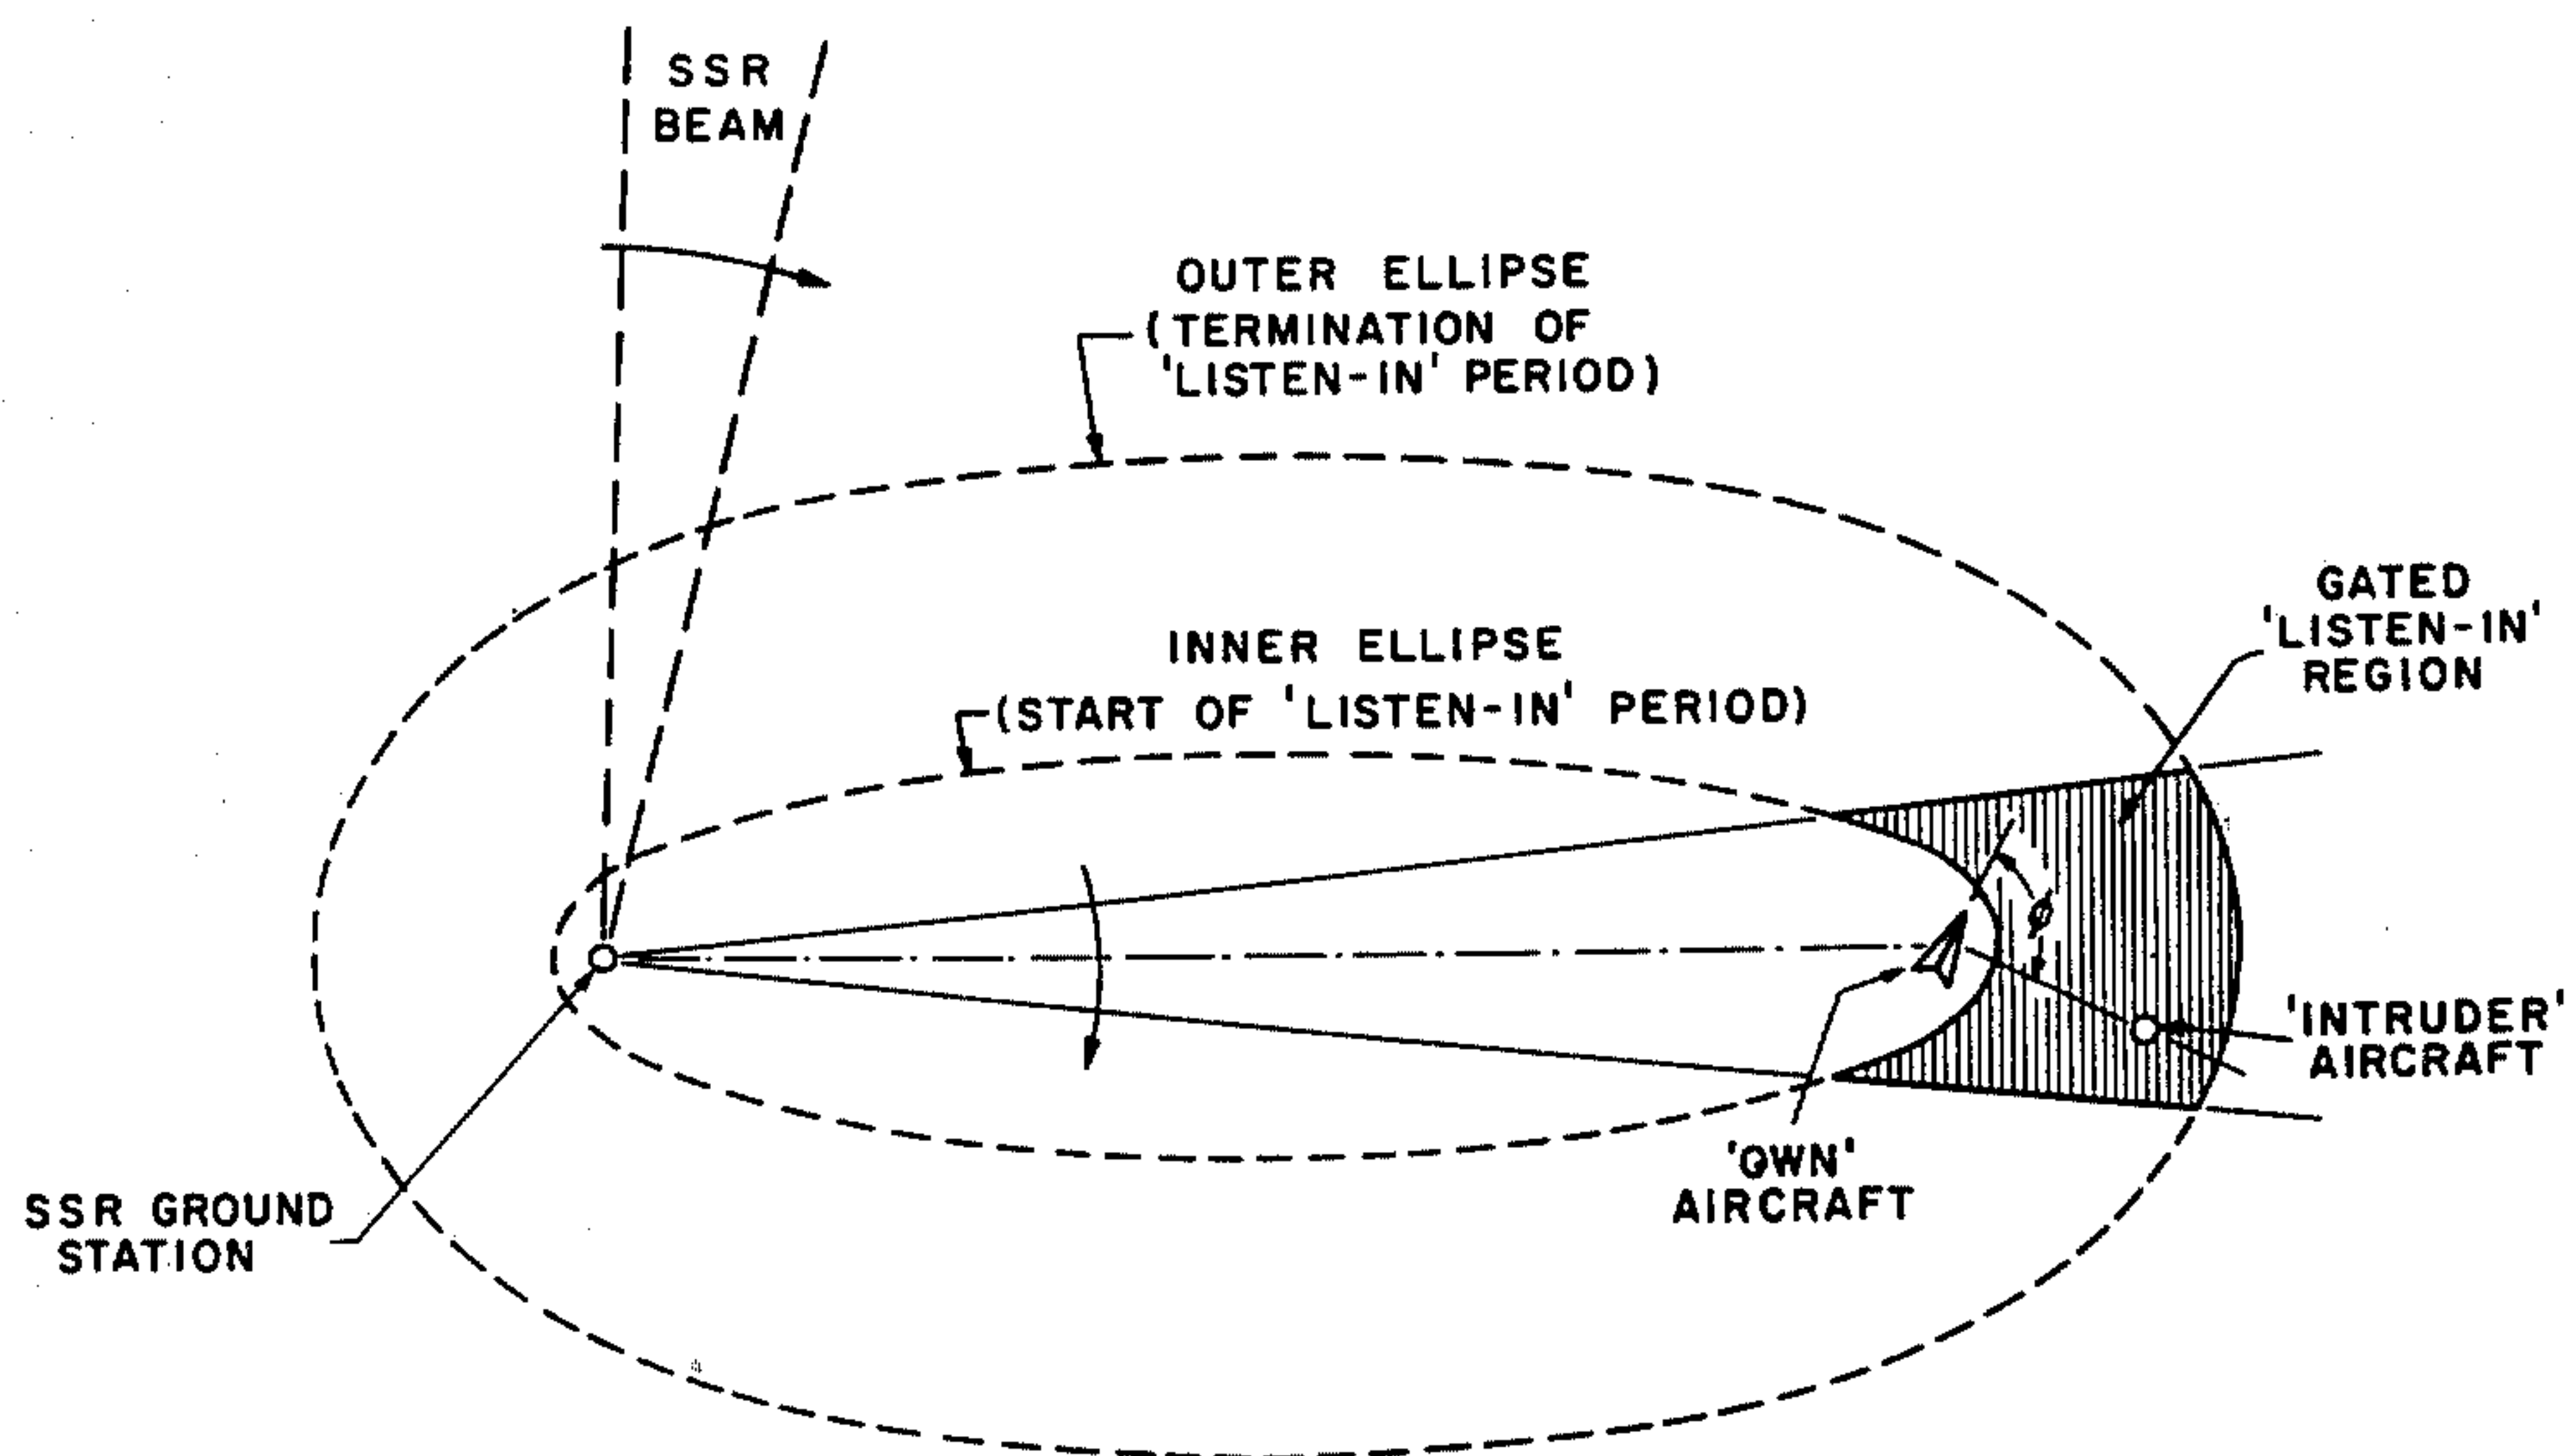 SSR
BEAM
OUTER ELLIPSE
(TERMINATION OF
'LISTEN-IN' PERIOD)
INNER ELLIPSE
(START OF 'LISTEN-IN' PERIOD)
GATED
'LISTEN-IN'
REGION
φ
'INTRUDER'
AIRCRAFT
'OWN'
AIRCRAFT
SSR GROUND
STATION